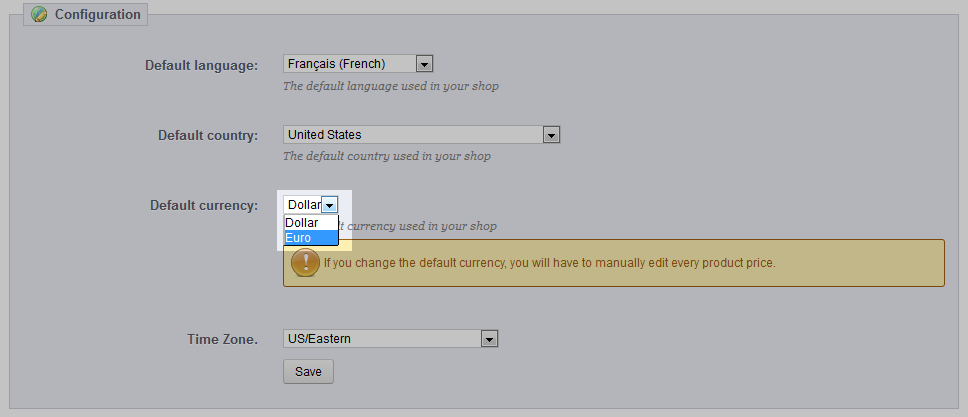 Configuration
Default language: Français (French)
The default language used in your shop
Default country: United States
The default country used in your shop
Default currency: Dollar
Dollar
currency used in your shop
Euro
If you change the default currency, you will have to manually edit every product price.
Time Zone. US/Eastern
Save